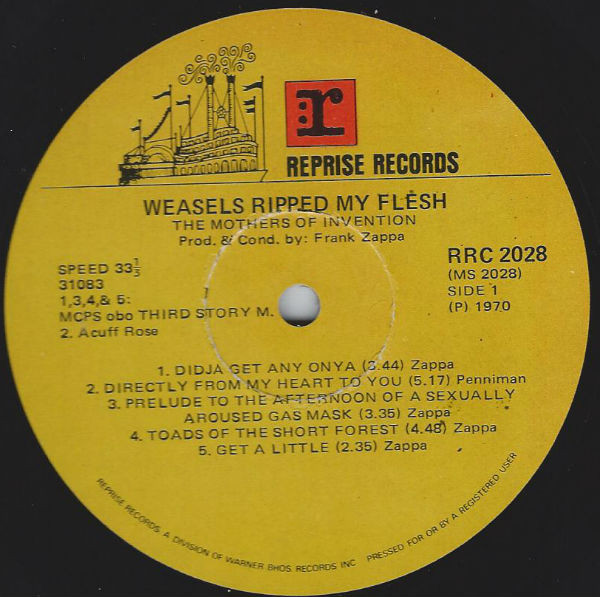 r
REPRISE RECORDS
WEASELS RIPPED MY FLESH
THE MOTHERS OF INVENTION
Prod. & Cond. by: Frank Zappa
RRC 2028
(MS 2028)
SIDE 1
(P) 1970
SPEED 33⅓
31083
1,3,4,& 5:
MCPS obo THIRD STORY M.
2. Acuff Rose
1. DIDJA GET ANY ONYA (3.44) Zappa
2. DIRECTLY FROM MY HEART TO YOU (5.17) Penniman
3. PRELUDE TO THE AFTERNOON OF A SEXUALLY
AROUSED GAS MASK (3.35) Zappa
4. TOADS OF THE SHORT FOREST (4.48) Zappa
5. GET A LITTLE (2.35) Zappa
REPRISE RECORDS A DIVISION OF WARNER BROS. RECORDS INC PRESSED FOR OR BY A REGISTERED USER